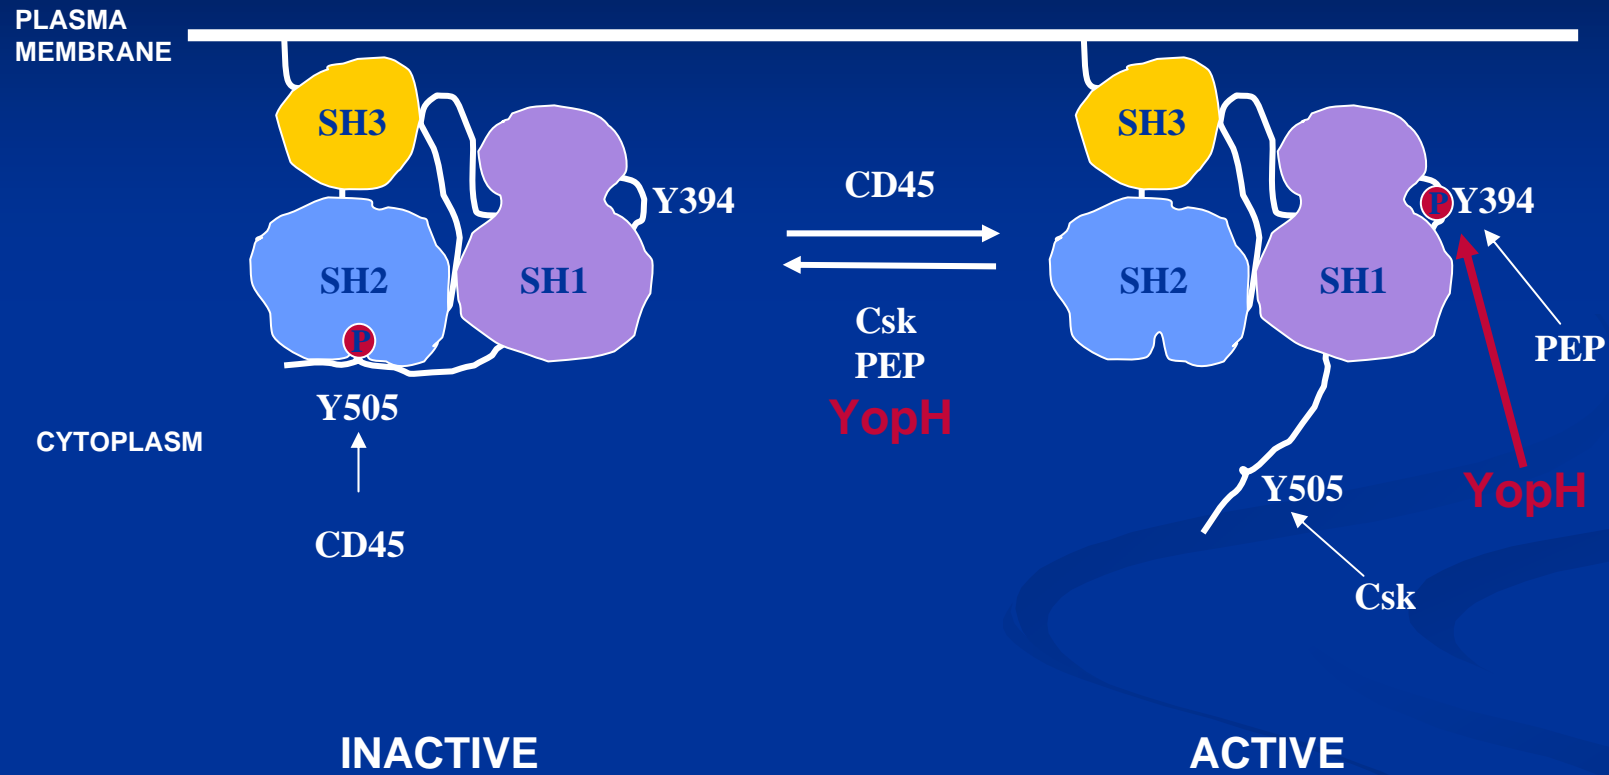 PLASMA
MEMBRANE
SH3
SH2
SH1
Y394
P
Y505
CD45
CYTOPLASM
INACTIVE
CD45
Csk
PEP
YopH
SH3
SH2
SH1
P
Y394
PEP
YopH
Y505
Csk
ACTIVE